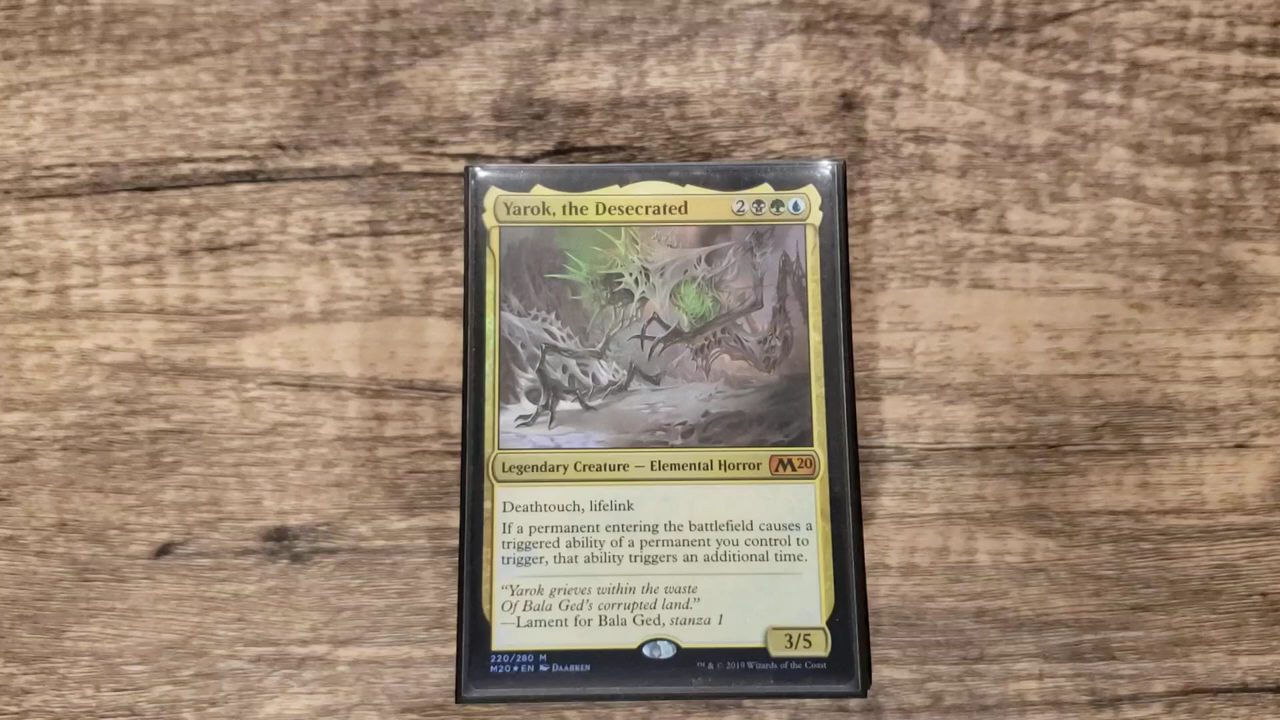 Yarok, the Desecrated 2
Legendary Creature — Elemental Horror M20
Deathtouch, lifelink
If a permanent entering the battlefield causes a
triggered ability of a permanent you control to
trigger, that ability triggers an additional time.
“Yarok grieves within the waste
Of Bala Ged’s corrupted land.”
—Lament for Bala Ged, stanza 1
3/5
220/280 M
M20★EN Daarken
™ & © 2019 Wizards of the Coast